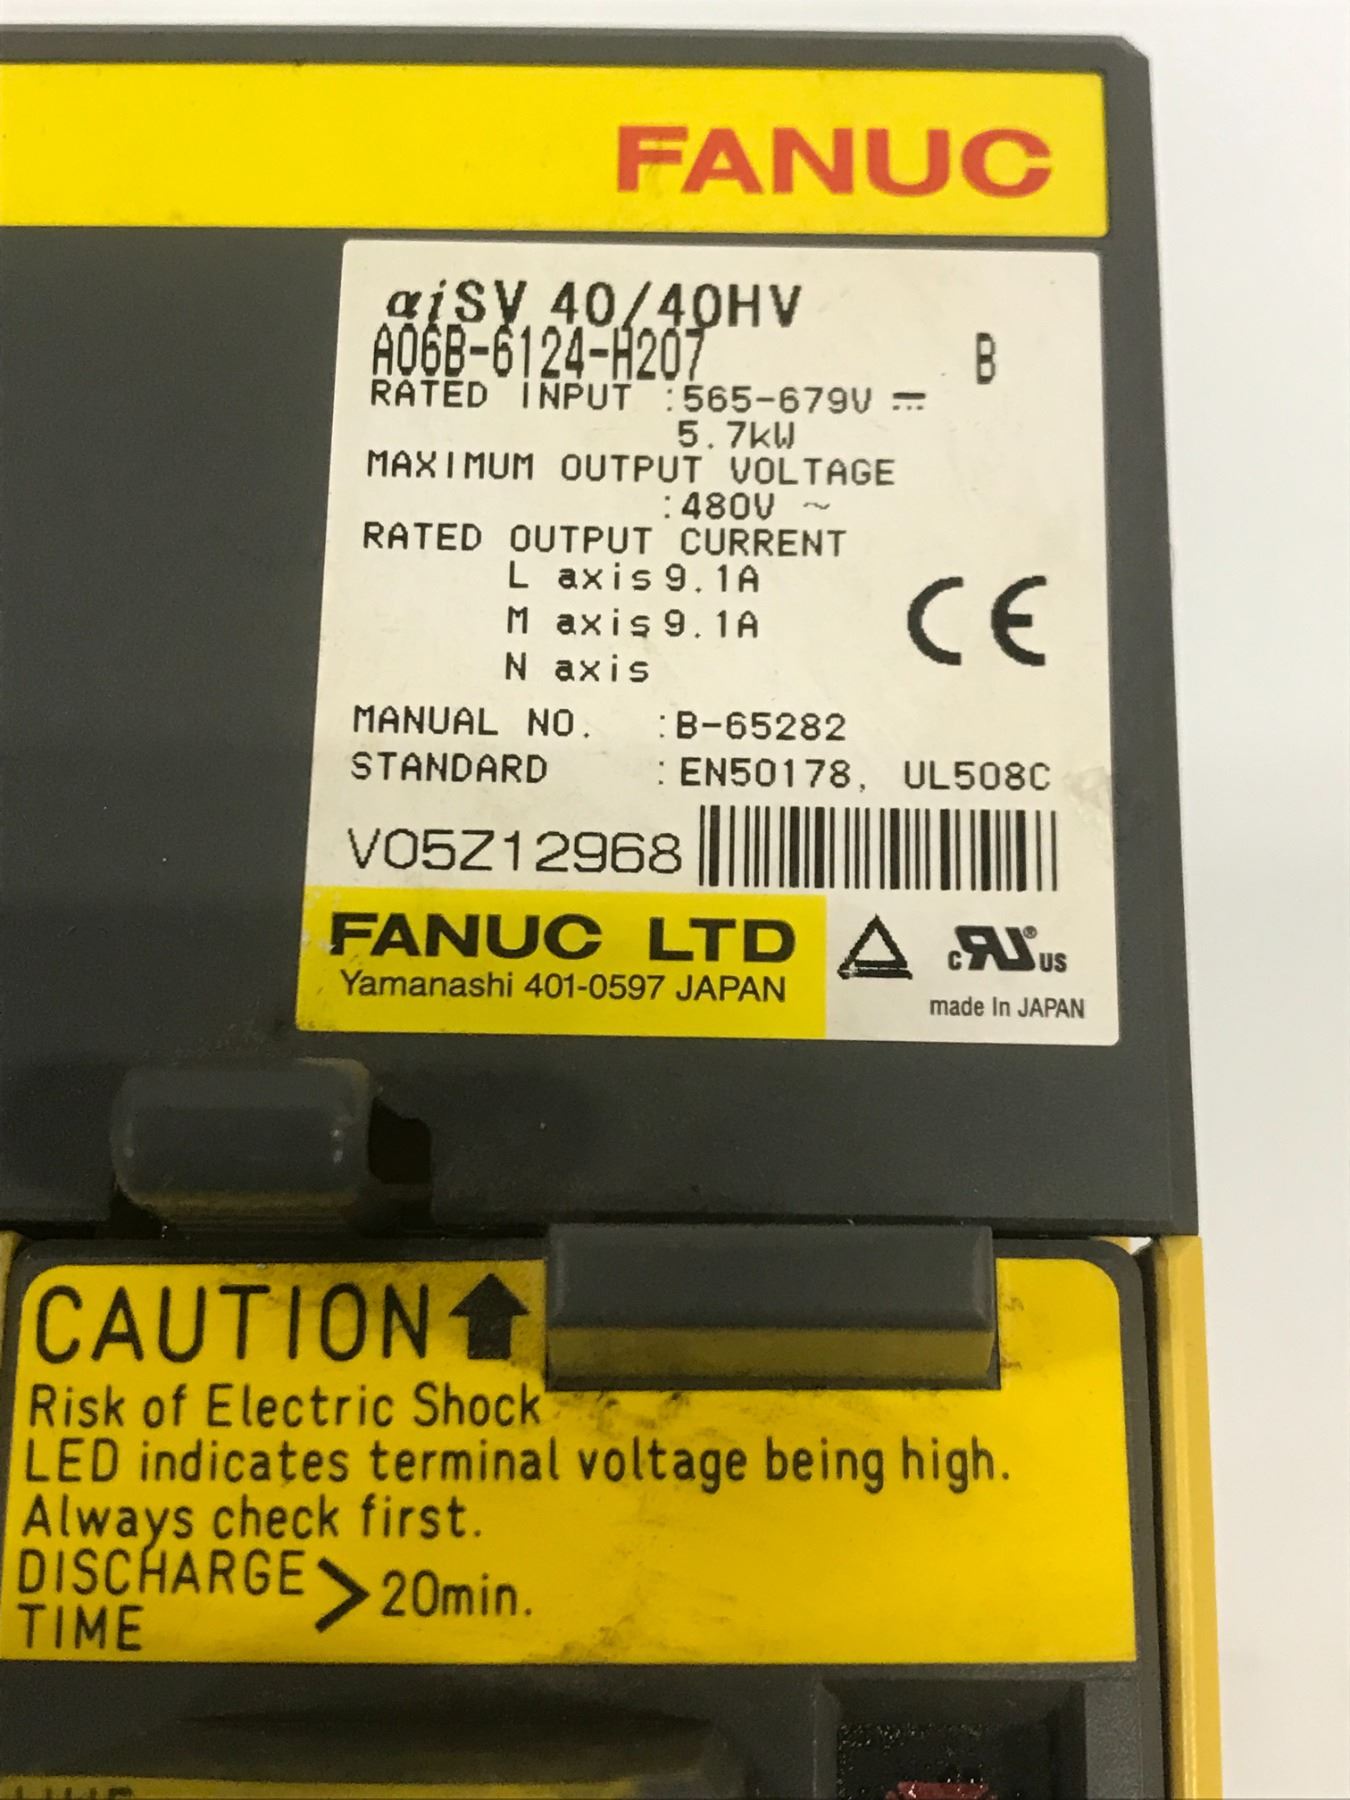 FANUC
αiSV 40/40HV
A06B-6124-H207 B
RATED INPUT :565-679V ⎓
5.7kW
MAXIMUM OUTPUT VOLTAGE
:480V ~
RATED OUTPUT CURRENT
L axis 9.1A
M axis 9.1A
N axis
CE
MANUAL NO. :B-65282
STANDARD :EN50178, UL508C
V05Z12968
FANUC LTD
Yamanashi 401-0597 JAPAN
c RU ® US
made In JAPAN
CAUTION
Risk of Electric Shock
LED indicates terminal voltage being high.
Always check first.
DISCHARGE
TIME > 20min.